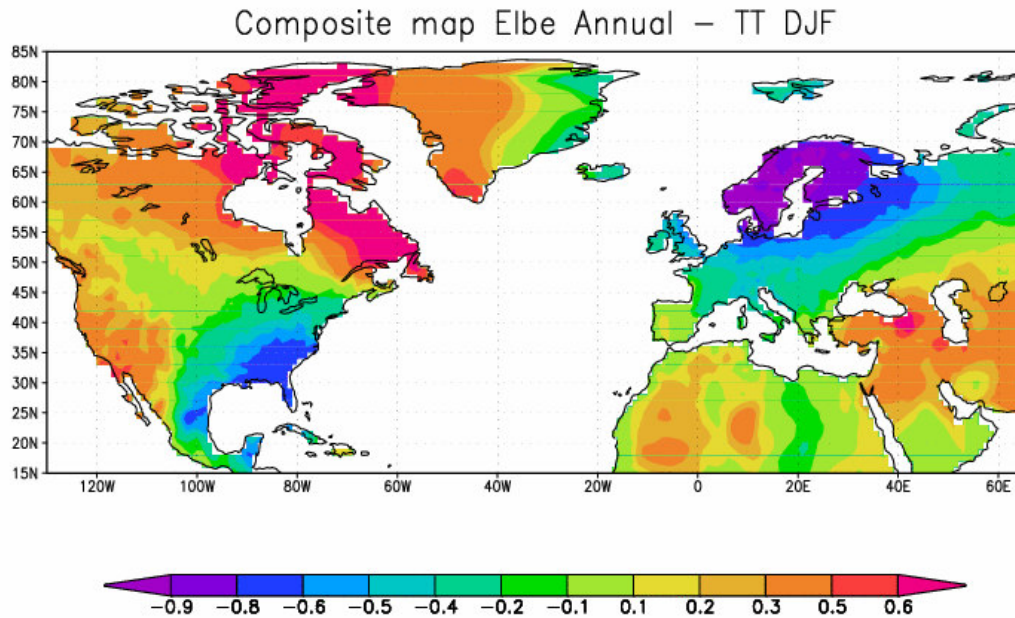 Composite map Elbe Annual – TT DJF
85N
80N
75N
70N
65N
60N
55N
50N
45N
40N
35N
30N
25N
20N
15N
120W 100W 80W 60W 40W 20W 0 20E 40E 60E
−0.9 −0.8 −0.6 −0.5 −0.4 −0.2 −0.1 0.1 0.2 0.3 0.5 0.6